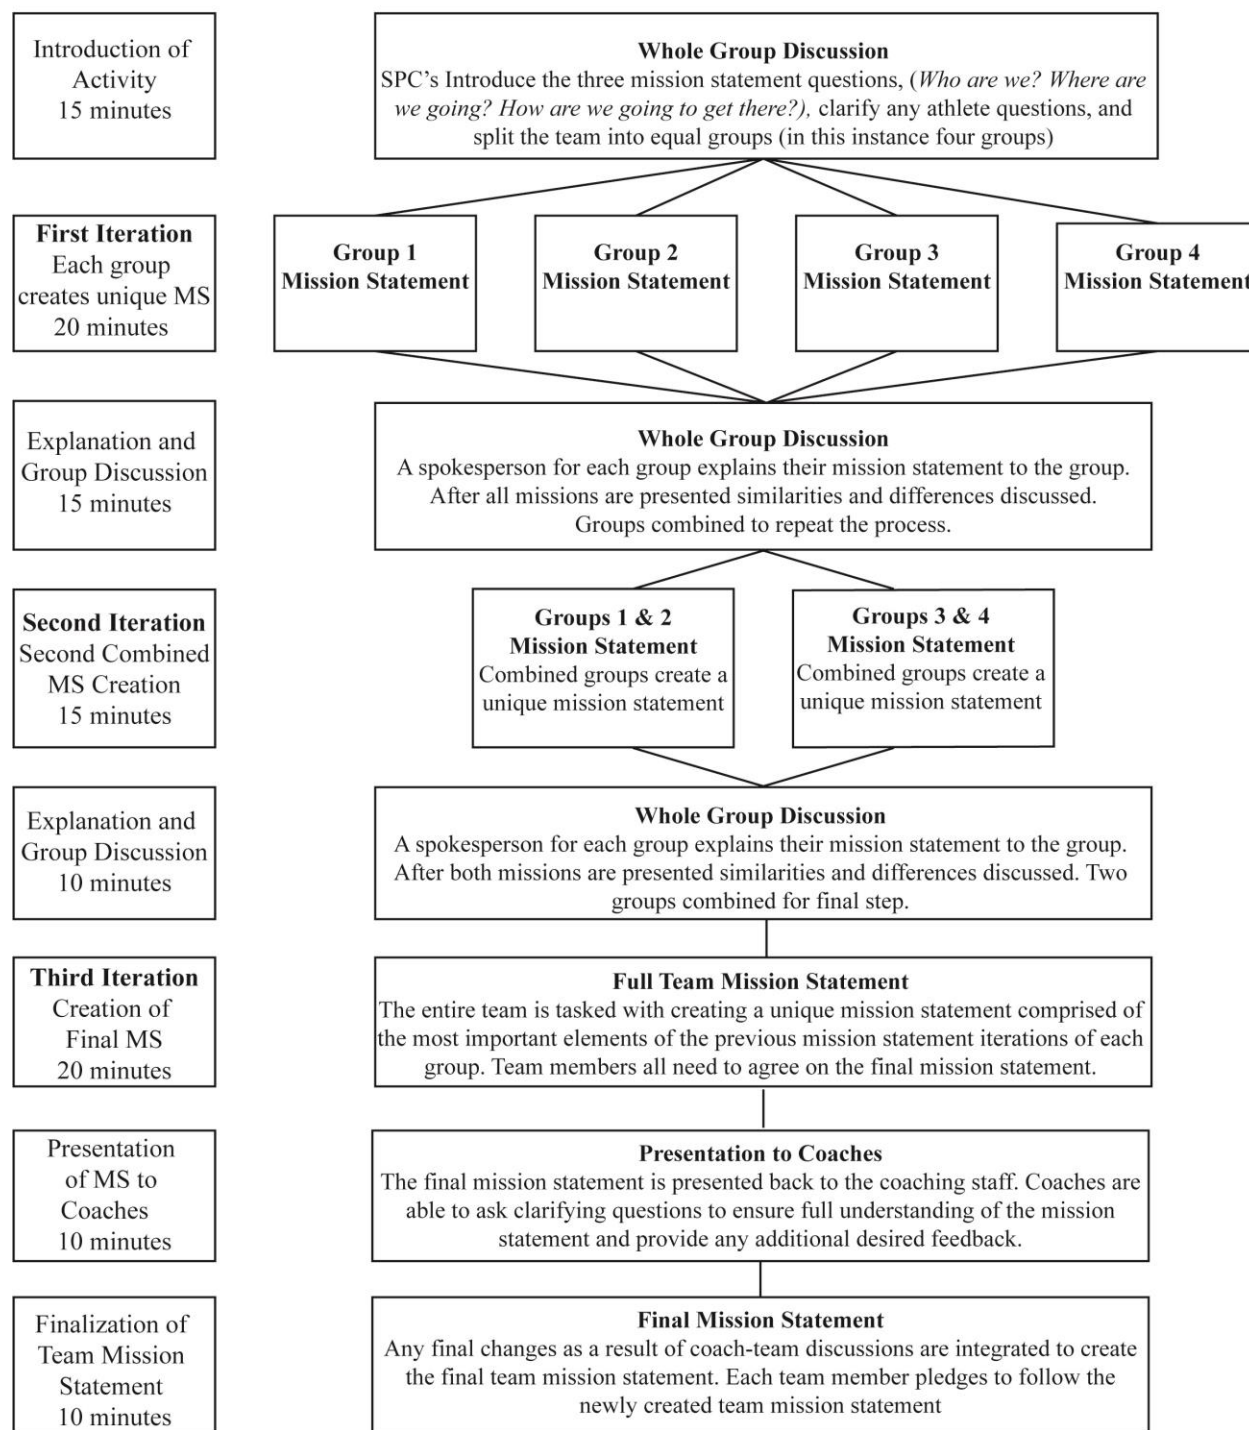 Introduction of
Activity
15 minutes
Whole Group Discussion
SPC's Introduce the three mission statement questions, (Who are we? Where are
we going? How are we going to get there?), clarify any athlete questions, and
split the team into equal groups (in this instance four groups)
First Iteration
Each group
creates unique MS
20 minutes
Group 1
Mission Statement
Group 2
Mission Statement
Group 3
Mission Statement
Group 4
Mission Statement
Explanation and
Group Discussion
15 minutes
Whole Group Discussion
A spokesperson for each group explains their mission statement to the group.
After all missions are presented similarities and differences discussed.
Groups combined to repeat the process.
Second Iteration
Second Combined
MS Creation
15 minutes
Groups 1 & 2
Mission Statement
Combined groups create a
unique mission statement
Groups 3 & 4
Mission Statement
Combined groups create a
unique mission statement
Explanation and
Group Discussion
10 minutes
Whole Group Discussion
A spokesperson for each group explains their mission statement to the group.
After both missions are presented similarities and differences discussed. Two
groups combined for final step.
Third Iteration
Creation of
Final MS
20 minutes
Full Team Mission Statement
The entire team is tasked with creating a unique mission statement comprised of
the most important elements of the previous mission statement iterations of each
group. Team members all need to agree on the final mission statement.
Presentation
of MS to
Coaches
10 minutes
Presentation to Coaches
The final mission statement is presented back to the coaching staff. Coaches are
able to ask clarifying questions to ensure full understanding of the mission
statement and provide any additional desired feedback.
Finalization of
Team Mission
Statement
10 minutes
Final Mission Statement
Any final changes as a result of coach-team discussions are integrated to create
the final team mission statement. Each team member pledges to follow the
newly created team mission statement